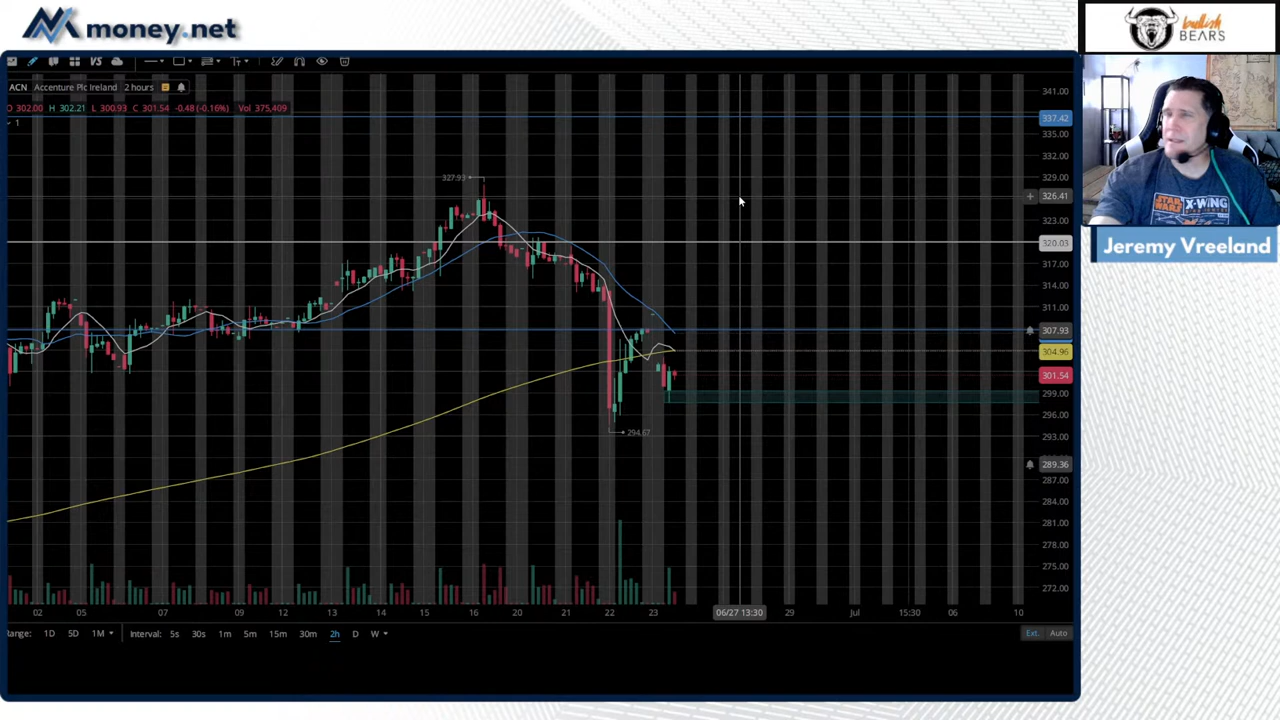 money.net
bullish
BEARS
VS
T
ACN Accenture Plc Ireland 2 hours
O 302.00 H 302.21 L 300.93 C 301.54 -0.48 (-0.16%) Vol 375,409
1
341.00
337.42
335.00
332.00
327.93
329.00
326.41
323.00
320.03
317.00
314.00
311.00
307.93
304.96
301.54
299.00
296.00
294.67
293.00
289.36
287.00
284.00
281.00
278.00
275.00
272.00
STAR WARS X-WING
Jeremy Vreeland
02 05 07 09 12 13 14 15 16 20 21 22 23 06/27 13:30 29 Jul 15:30 06 10
Range: 1D 5D 1M Interval: 5s 30s 1m 5m 15m 30m 2h D W Ext. Auto